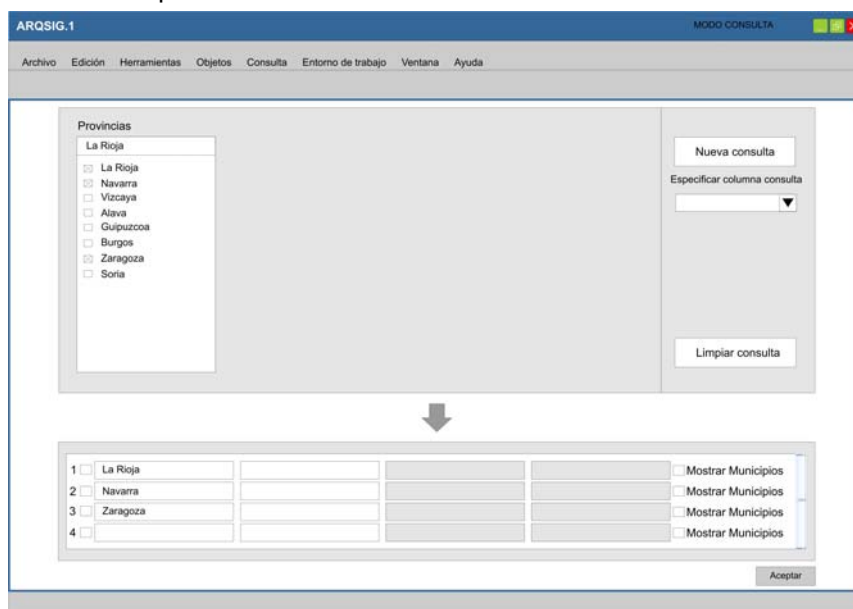 ARQSIG.1 MODO CONSULTA
Archivo Edición Herramientas Objetos Consulta Entorno de trabajo Ventana Ayuda
Provincias
La Rioja
La Rioja
Navarra
Vizcaya
Alava
Guipuzcoa
Burgos
Zaragoza
Soria
Nueva consulta
Especificar columna consulta
Limpiar consulta
1 La Rioja Mostrar Municipios
2 Navarra Mostrar Municipios
3 Zaragoza Mostrar Municipios
4 Mostrar Municipios
Aceptar